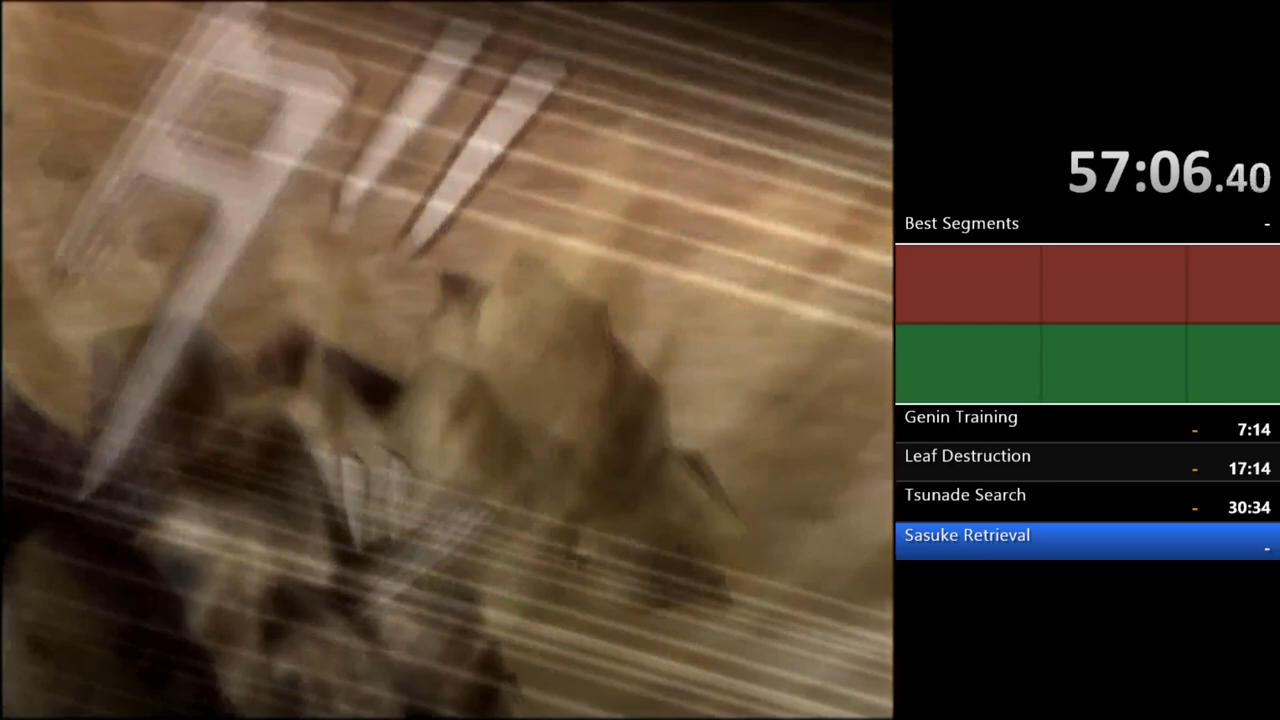 57:06.40
Best Segments -
Genin Training - 7:14
Leaf Destruction - 17:14
Tsunade Search - 30:34
Sasuke Retrieval -